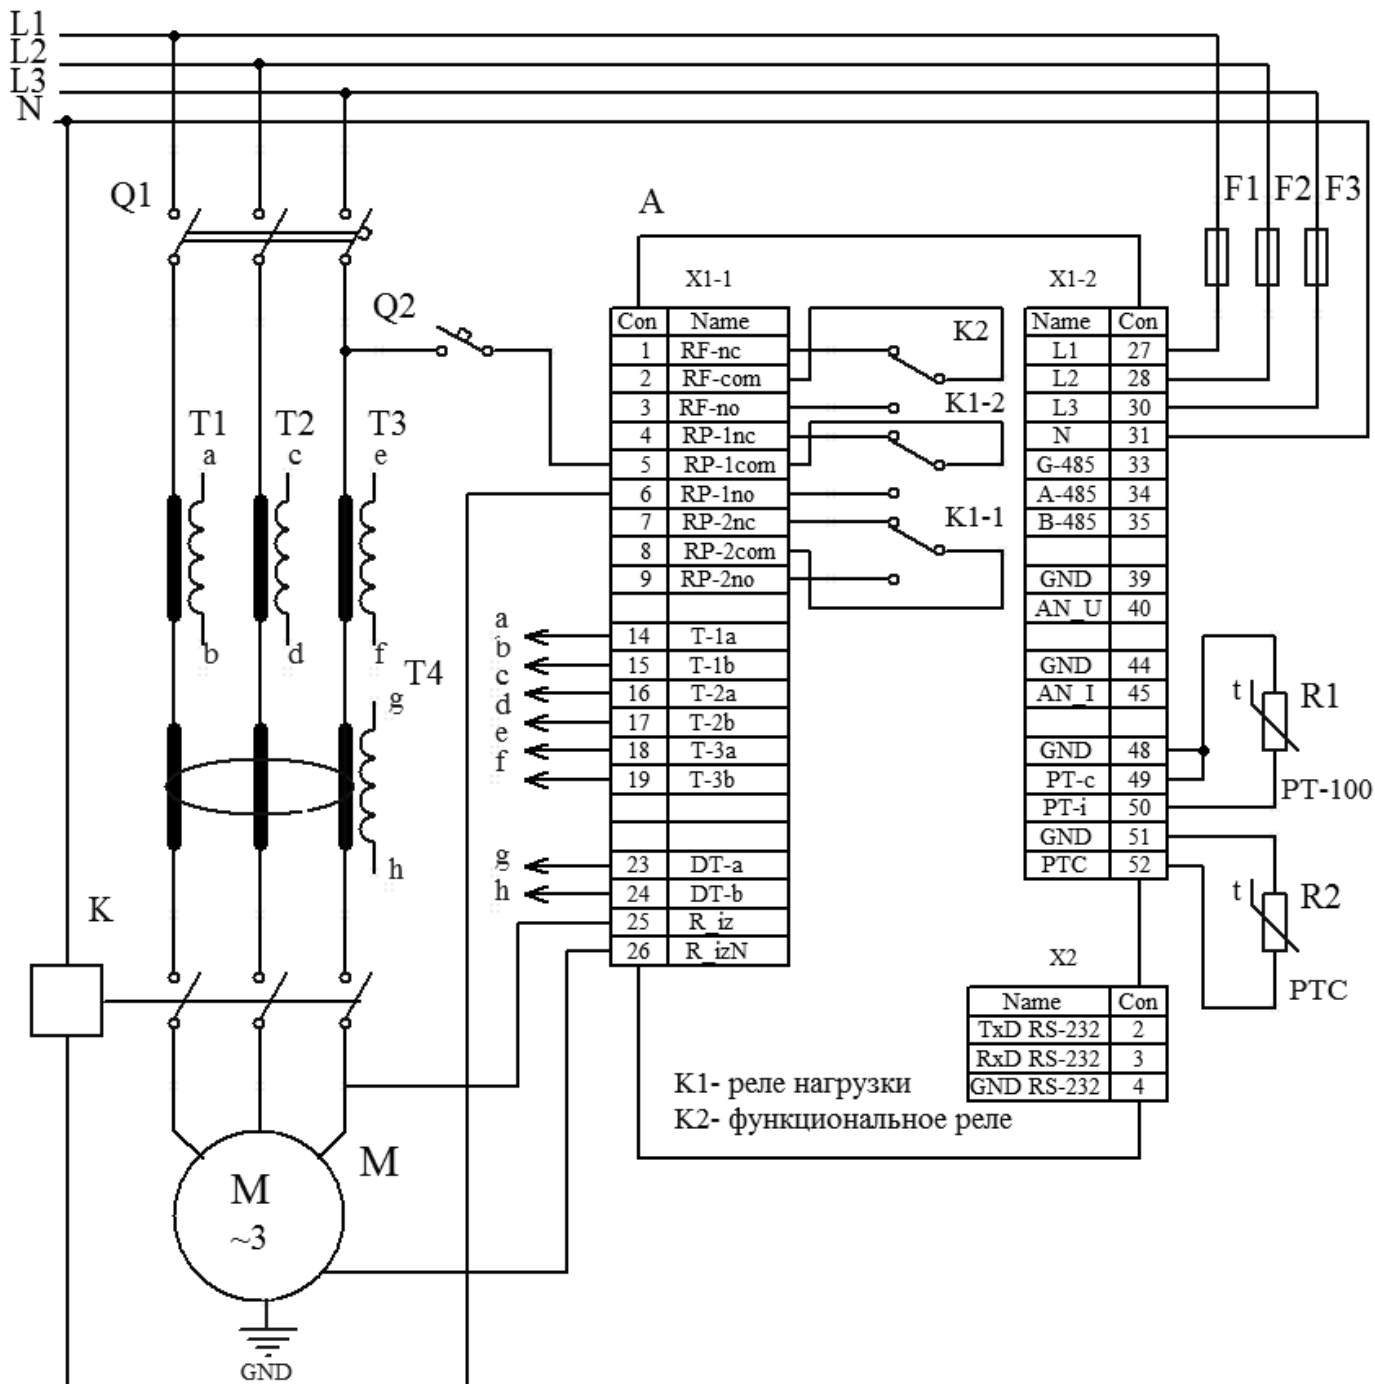 L1
L2
L3
N
Q1
Q2
A
F1 F2 F3
X1-1
X1-2
Con Name
1 RF-nc
2 RF-com
3 RF-no
4 RP-1nc
5 RP-1com
6 RP-1no
7 RP-2nc
8 RP-2com
9 RP-2no
14 T-1a
15 T-1b
16 T-2a
17 T-2b
18 T-3a
19 T-3b
23 DT-a
24 DT-b
25 R_iz
26 R_izN
K2
K1-2
K1-1
Name Con
L1 27
L2 28
L3 30
N 31
G-485 33
A-485 34
B-485 35
GND 39
AN_U 40
GND 44
AN_I 45
GND 48
PT-c 49
PT-i 50
GND 51
PTC 52
T1 T2 T3
a c e
b d f
T4
g
h
a
b
c
d
e
f
g
h
t R1
PT-100
t R2
PTC
K
X2
Name Con
TxD RS-232 2
RxD RS-232 3
GND RS-232 4
K1- реле нагрузки
K2- функциональное реле
M
M
~3
GND